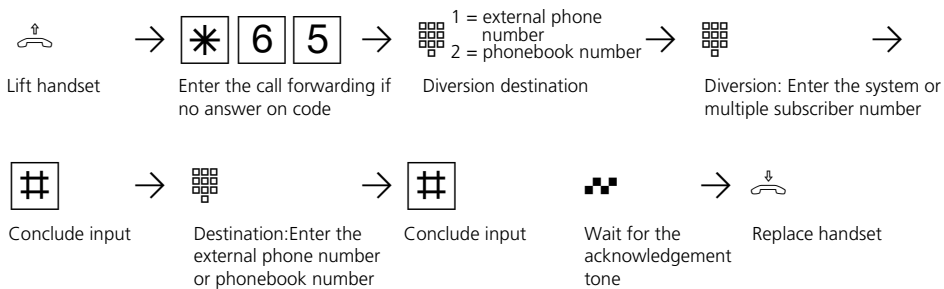 * 6 5
1 = external phone
number
2 = phonebook number
Lift handset
Enter the call forwarding if
no answer on code
Diversion destination
Diversion: Enter the system or
multiple subscriber number
#
#
Conclude input
Destination:Enter the
external phone number
or phonebook number
Conclude input
Wait for the
acknowledgement
tone
Replace handset